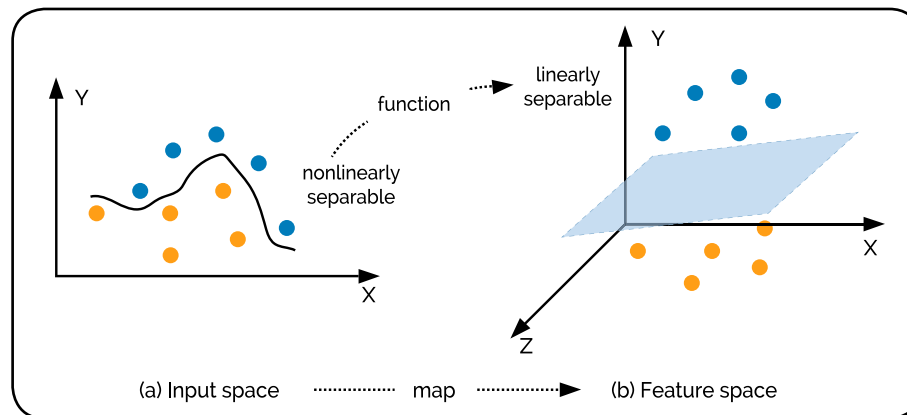 Y
nonlinearly
separable
X
function
linearly
separable
Y
X
Z
(a) Input space
map
(b) Feature space